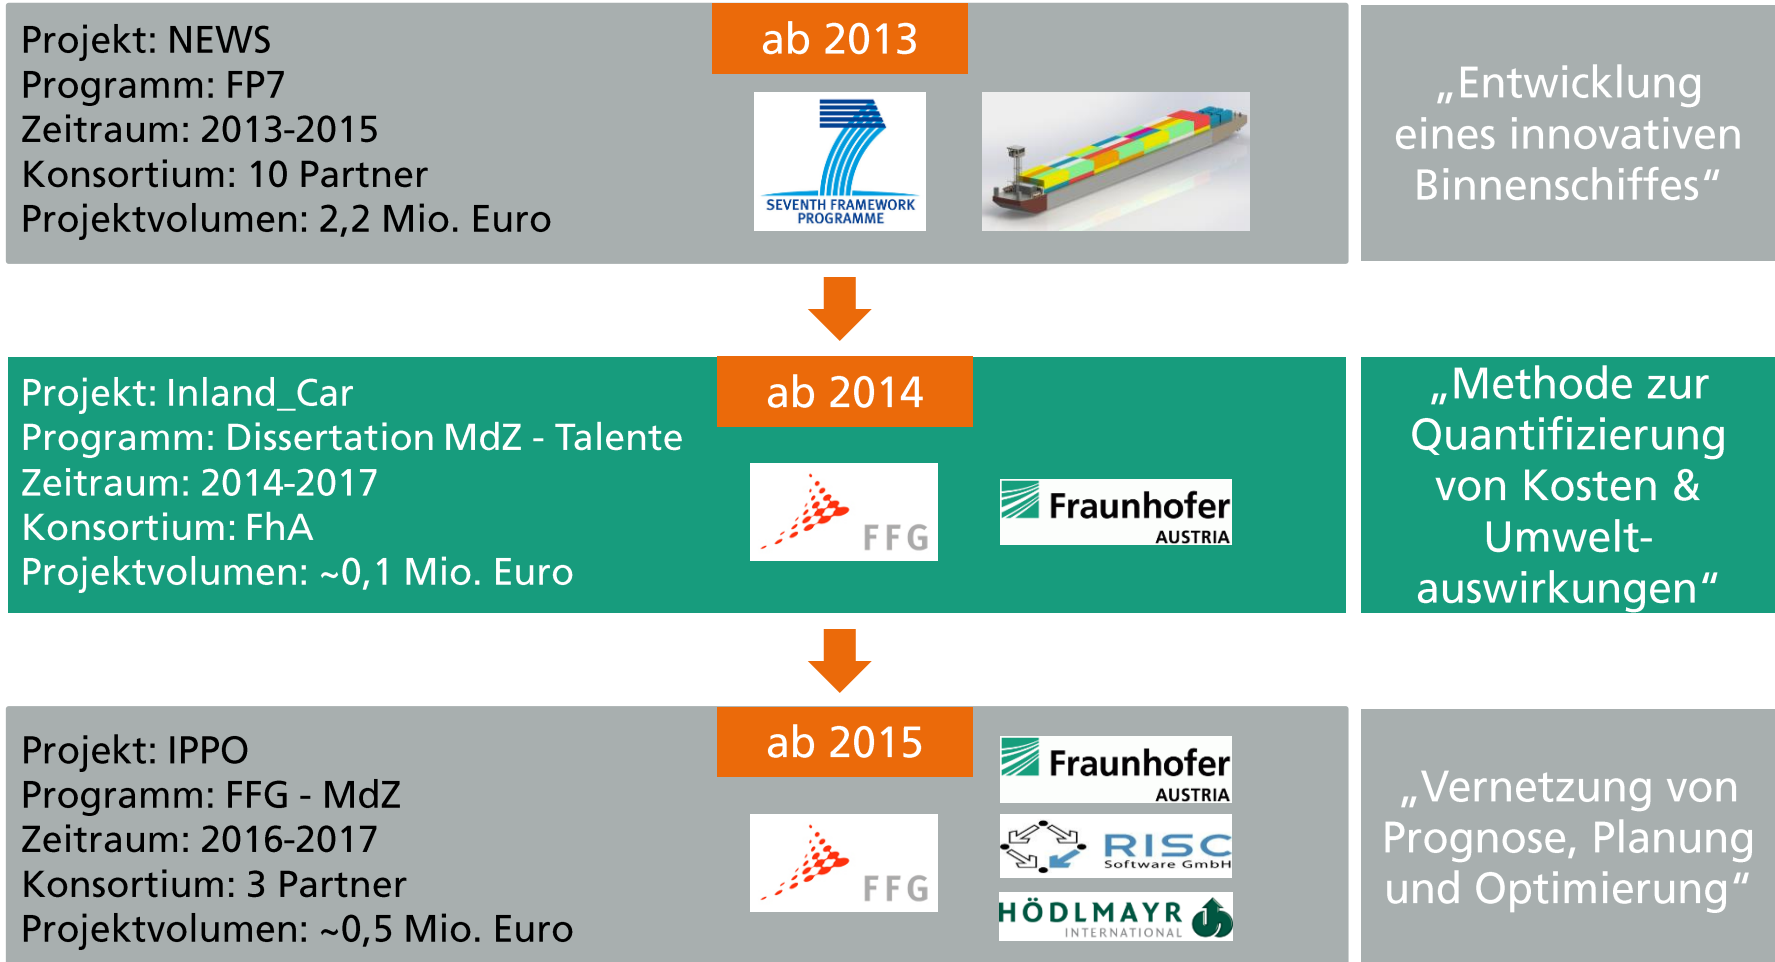 Projekt: NEWS
Programm: FP7
Zeitraum: 2013-2015
Konsortium: 10 Partner
Projektvolumen: 2,2 Mio. Euro
ab 2013
SEVENTH FRAMEWORK
PROGRAMME
„Entwicklung
eines innovativen
Binnenschiffes“
Projekt: Inland_Car
Programm: Dissertation MdZ - Talente
Zeitraum: 2014-2017
Konsortium: FhA
Projektvolumen: ~0,1 Mio. Euro
ab 2014
FFG
Fraunhofer
AUSTRIA
„Methode zur
Quantifizierung
von Kosten &
Umwelt-
auswirkungen“
Projekt: IPPO
Programm: FFG - MdZ
Zeitraum: 2016-2017
Konsortium: 3 Partner
Projektvolumen: ~0,5 Mio. Euro
ab 2015
FFG
Fraunhofer
AUSTRIA
RISC
Software GmbH
HÖDLMAYR
INTERNATIONAL
„Vernetzung von
Prognose, Planung
und Optimierung“